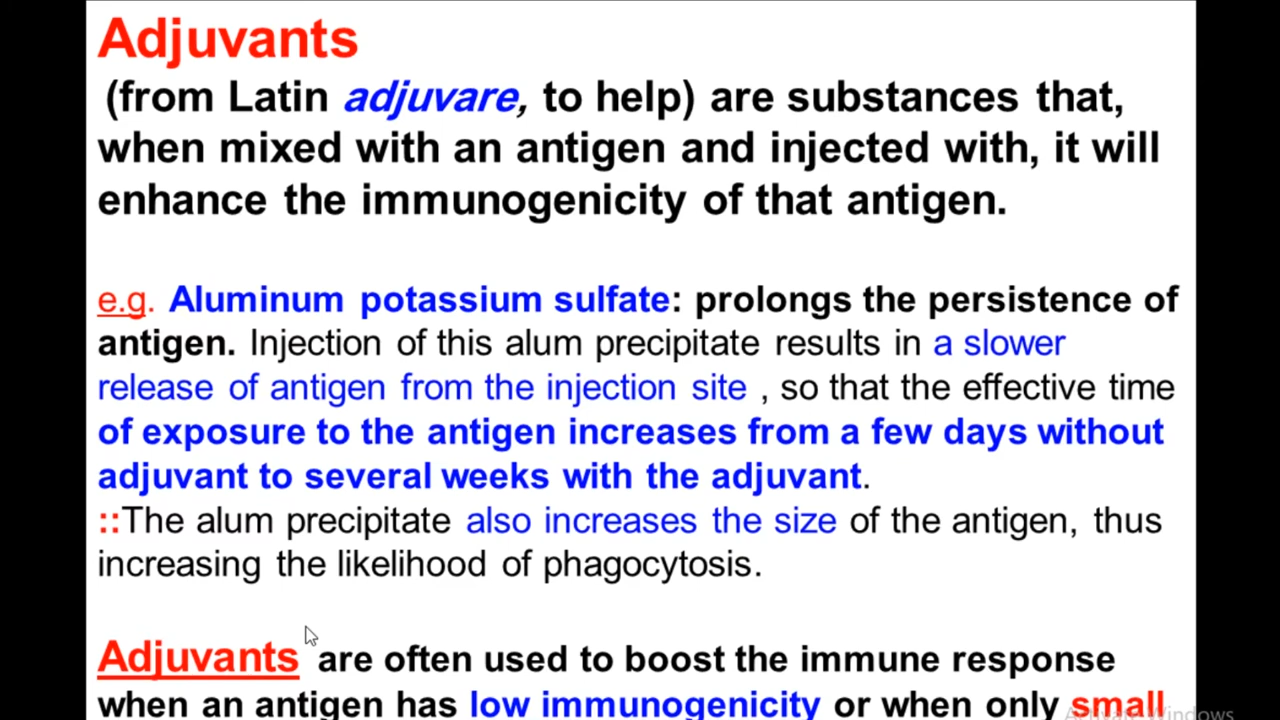 Adjuvants
(from Latin adjuvare, to help) are substances that,
when mixed with an antigen and injected with, it will
enhance the immunogenicity of that antigen.
e.g. Aluminum potassium sulfate: prolongs the persistence of
antigen. Injection of this alum precipitate results in a slower
release of antigen from the injection site , so that the effective time
of exposure to the antigen increases from a few days without
adjuvant to several weeks with the adjuvant.
::The alum precipitate also increases the size of the antigen, thus
increasing the likelihood of phagocytosis.
Adjuvants are often used to boost the immune response
when an antigen has low immunogenicity or when only small
Windows